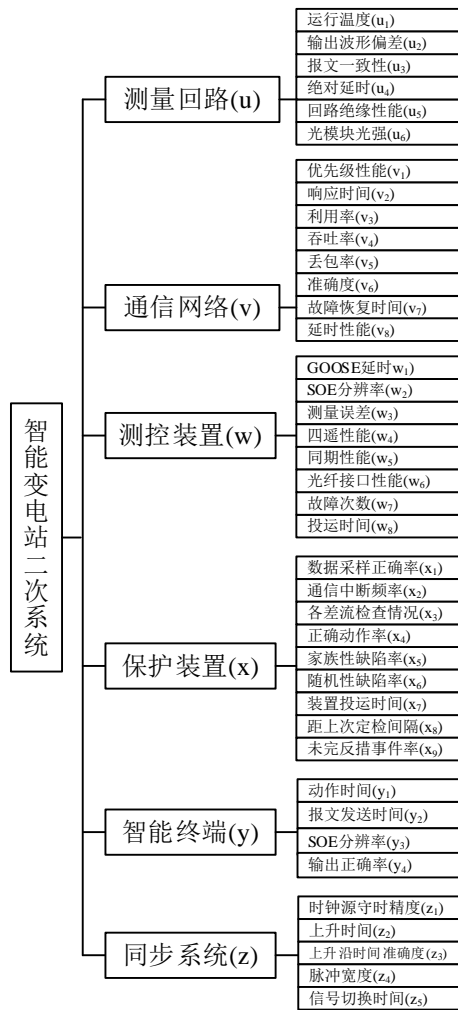 智能变电站二次系统
测量回路(u)
运行温度(u₁)
输出波形偏差(u₂)
报文一致性(u₃)
绝对延时(u₄)
回路绝缘性能(u₅)
光模块光强(u₆)
通信网络(v)
优先级性能(v₁)
响应时间(v₂)
利用率(v₃)
吞吐率(v₄)
丢包率(v₅)
准确度(v₆)
故障恢复时间(v₇)
延时性能(v₈)
测控装置(w)
GOOSE延时w₁)
SOE分辨率(w₂)
测量误差(w₃)
四遥性能(w₄)
同期性能(w₅)
光纤接口性能(w₆)
故障次数(w₇)
投运时间(w₈)
保护装置(x)
数据采样正确率(x₁)
通信中断频率(x₂)
各差流检查情况(x₃)
正确动作率(x₄)
家族性缺陷率(x₅)
随机性缺陷率(x₆)
装置投运时间(x₇)
距上次定检间隔(x₈)
未完反措事件率(x₉)
智能终端(y)
动作时间(y₁)
报文发送时间(y₂)
SOE分辨率(y₃)
输出正确率(y₄)
同步系统(z)
时钟源守时精度(z₁)
上升时间(z₂)
上升沿时间准确度(z₃)
脉冲宽度(z₄)
信号切换时间(z₅)